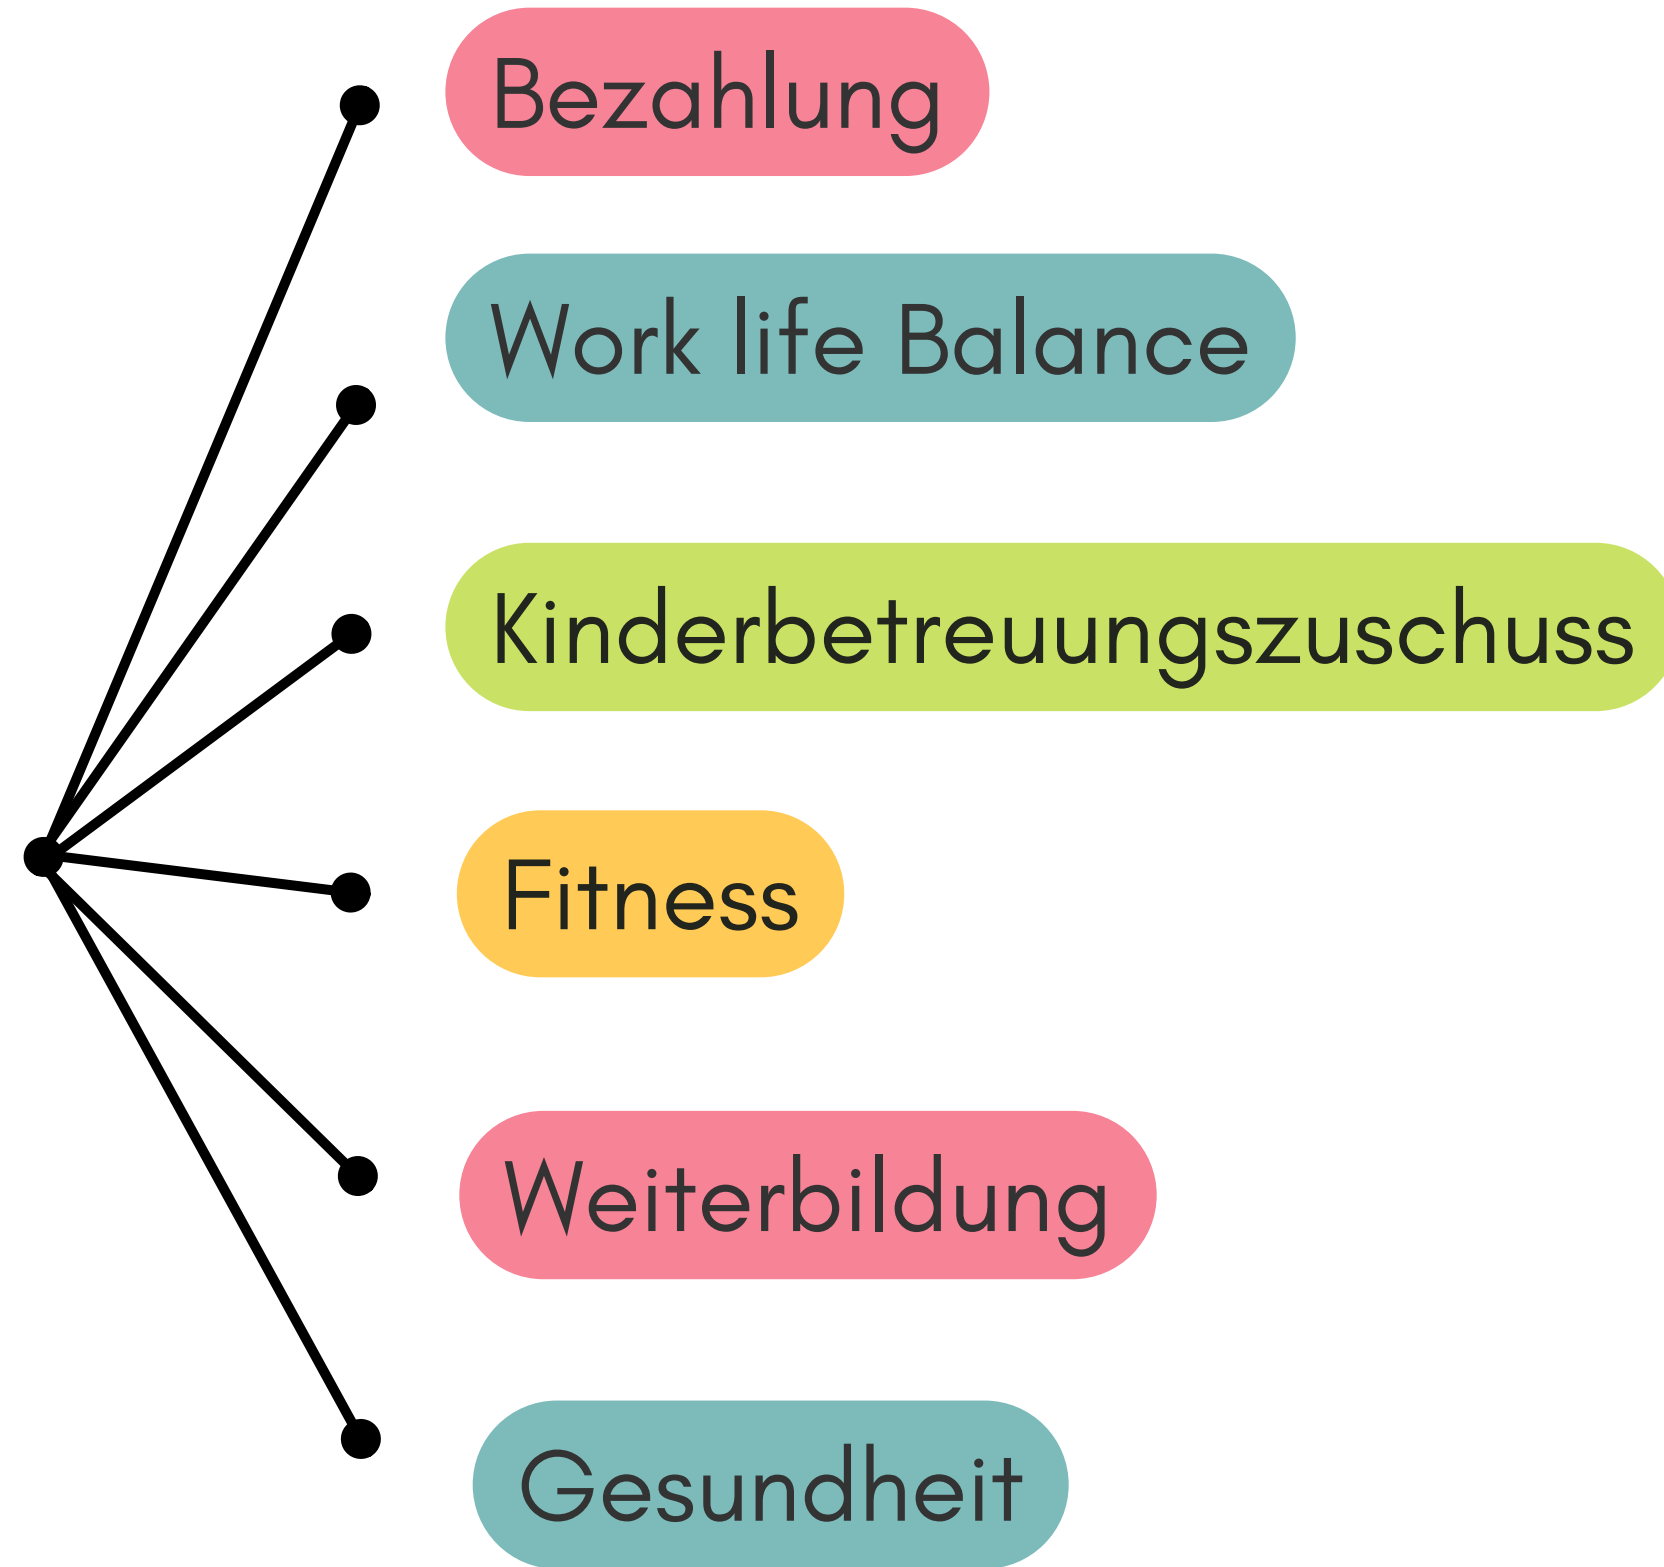 Bezahlung
Work life Balance
Kinderbetreuungszuschuss
Fitness
Weiterbildung
Gesundheit